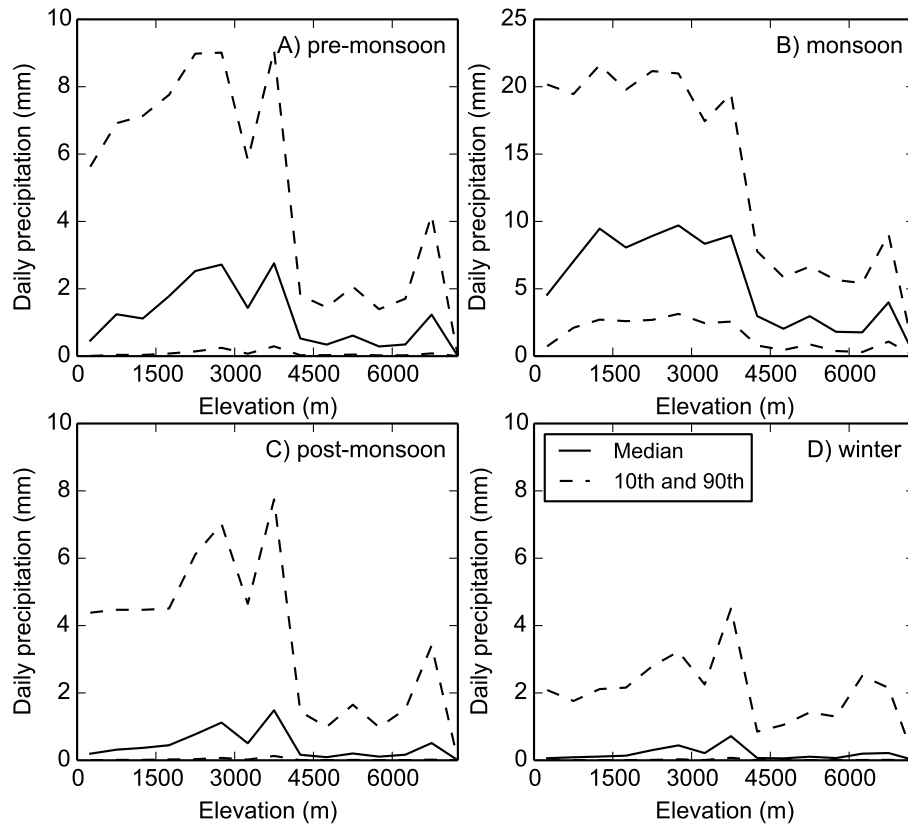 A) pre-monsoon
Daily precipitation (mm)
10
8
6
4
2
0
0 1500 3000 4500 6000
Elevation (m)
B) monsoon
Daily precipitation (mm)
25
20
15
10
5
0
0 1500 3000 4500 6000
Elevation (m)
C) post-monsoon
Daily precipitation (mm)
10
8
6
4
2
0
0 1500 3000 4500 6000
Elevation (m)
D) winter
Median
10th and 90th
Daily precipitation (mm)
10
8
6
4
2
0
0 1500 3000 4500 6000
Elevation (m)